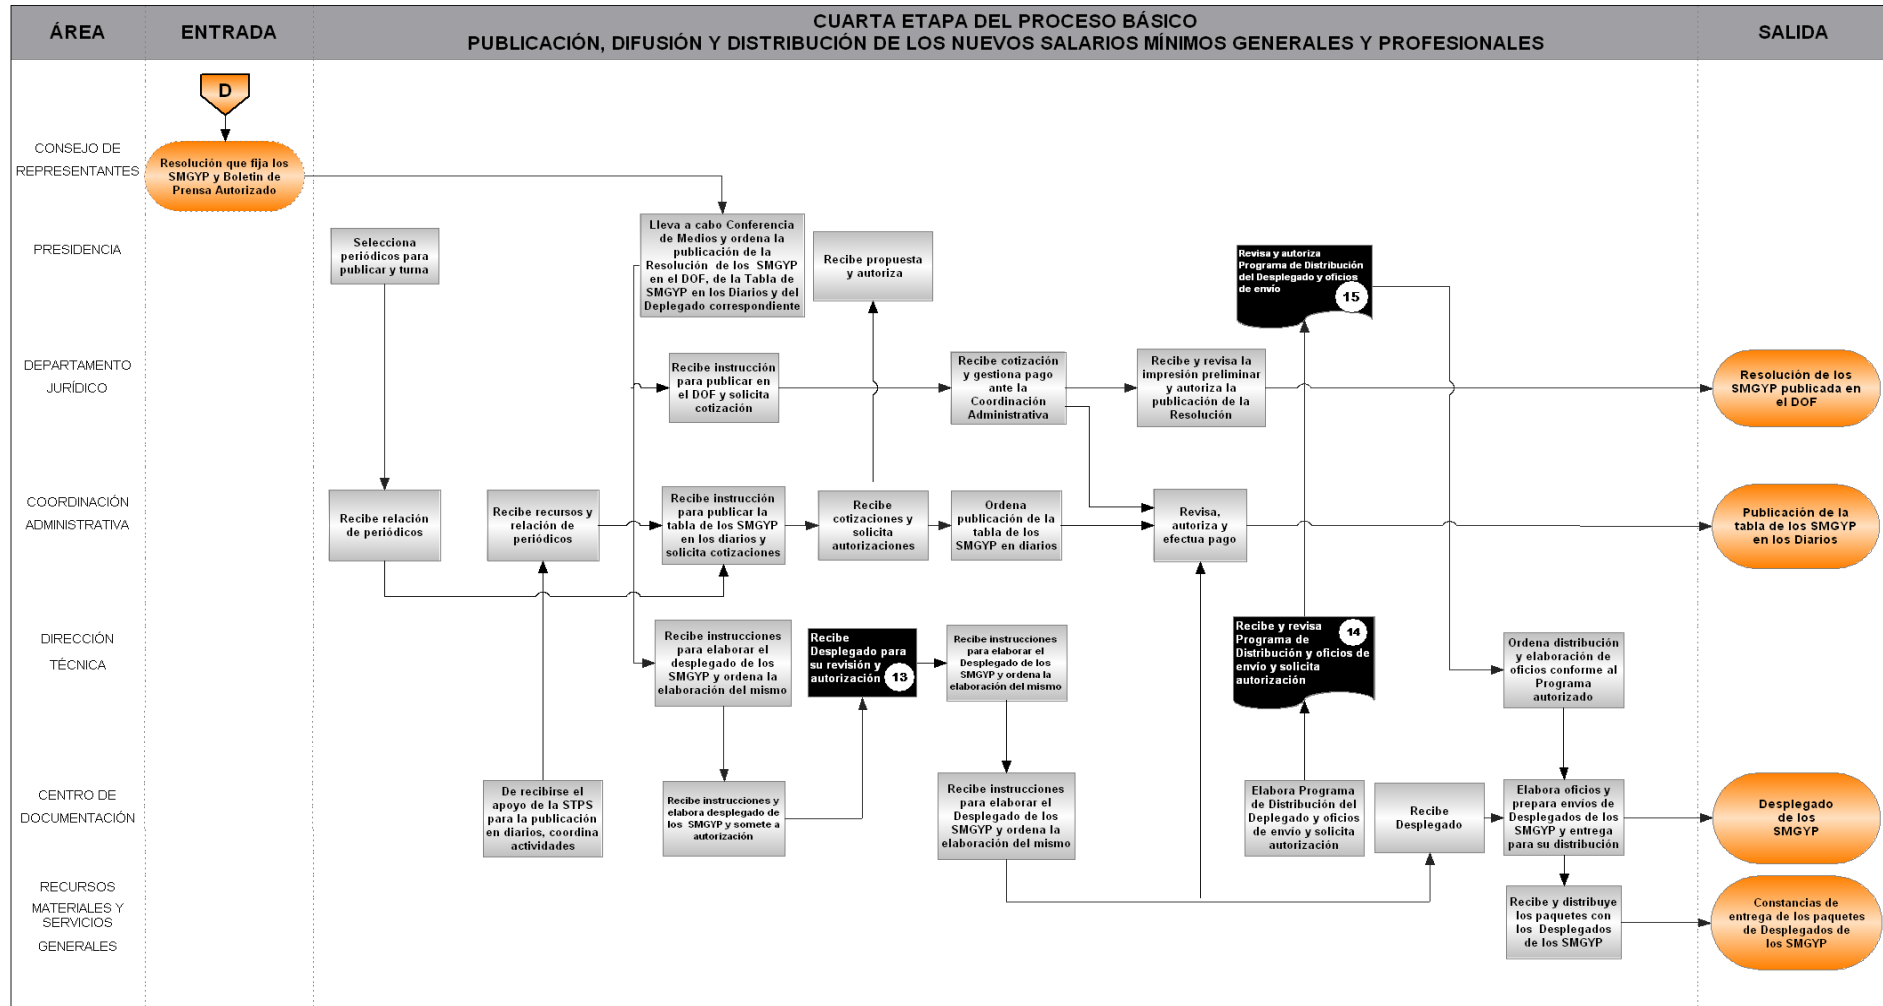 ÁREA
ENTRADA
CUARTA ETAPA DEL PROCESO BÁSICO
PUBLICACIÓN, DIFUSIÓN Y DISTRIBUCIÓN DE LOS NUEVOS SALARIOS MÍNIMOS GENERALES Y PROFESIONALES
SALIDA
D
CONSEJO DE
REPRESENTANTES
Resolución que fija los
SMGYP y Boletin de
Prensa Autorizado
PRESIDENCIA
Selecciona
periódicos para
publicar y turna
Lleva a cabo Conferencia
de Medios y ordena la
publicación de la
Resolución de los SMGYP
en el DOF, de la Tabla de
SMGYP en los Diarios y del
Deplegado correspondiente
Recibe propuesta
y autoriza
Revisa y autoriza
Programa de Distribución
del Desplegado y oficios
de envío
15
DEPARTAMENTO
JURÍDICO
Recibe instrucción
para publicar en
el DOF y solicita
cotización
Recibe cotización
y gestiona pago
ante la
Coordinación
Administrativa
Recibe y revisa la
impresión preliminar
y autoriza la
publicación de la
Resolución
Resolución de los
SMGYP publicada en
el DOF
COORDINACIÓN
ADMINISTRATIVA
Recibe relación
de periódicos
Recibe recursos y
relación de
periódicos
Recibe instrucción
para publicar la
tabla de los SMGYP
en los diarios y
solicita cotizaciones
Recibe
cotizaciones y
solicita
autorizaciones
Ordena
publicación de la
tabla de los
SMGYP en diarios
Revisa,
autoriza y
efectua pago
Publicación de la
tabla de los SMGYP
en los Diarios
DIRECCIÓN
TÉCNICA
Recibe instrucciones
para elaborar el
desplegado de los
SMGYP y ordena la
elaboración del mismo
Recibe
Desplegado para
su revisión y
autorización
13
Recibe instrucciones
para elaborar el
Desplegado de los
SMGYP y ordena la
elaboración del mismo
Recibe y revisa
Programa de
Distribución y oficios de
envío y solicita
autorización
14
Ordena distribución
y elaboración de
oficios conforme al
Programa
autorizado
CENTRO DE
DOCUMENTACIÓN
De recibirse el
apoyo de la STPS
para la publicación
en diarios, coordina
actividades
Recibe instrucciones y
elabora desplegado de
los SMGYP y somete a
autorización
Recibe instrucciones
para elaborar el
Desplegado de los
SMGYP y ordena la
elaboración del mismo
Elabora Programa
de Distribución del
Deplegado y oficios
de envío y solicita
autorización
Recibe
Desplegado
Elabora oficios y
prepara envíos de
Desplegados de los
SMGYP y entrega
para su distribución
Desplegado
de los
SMGYP
RECURSOS
MATERIALES Y
SERVICIOS
GENERALES
Recibe y distribuye
los paquetes con
los Desplegados
de los SMGYP
Constancias de
entrega de los paquetes
de Desplegados de
los SMGYP